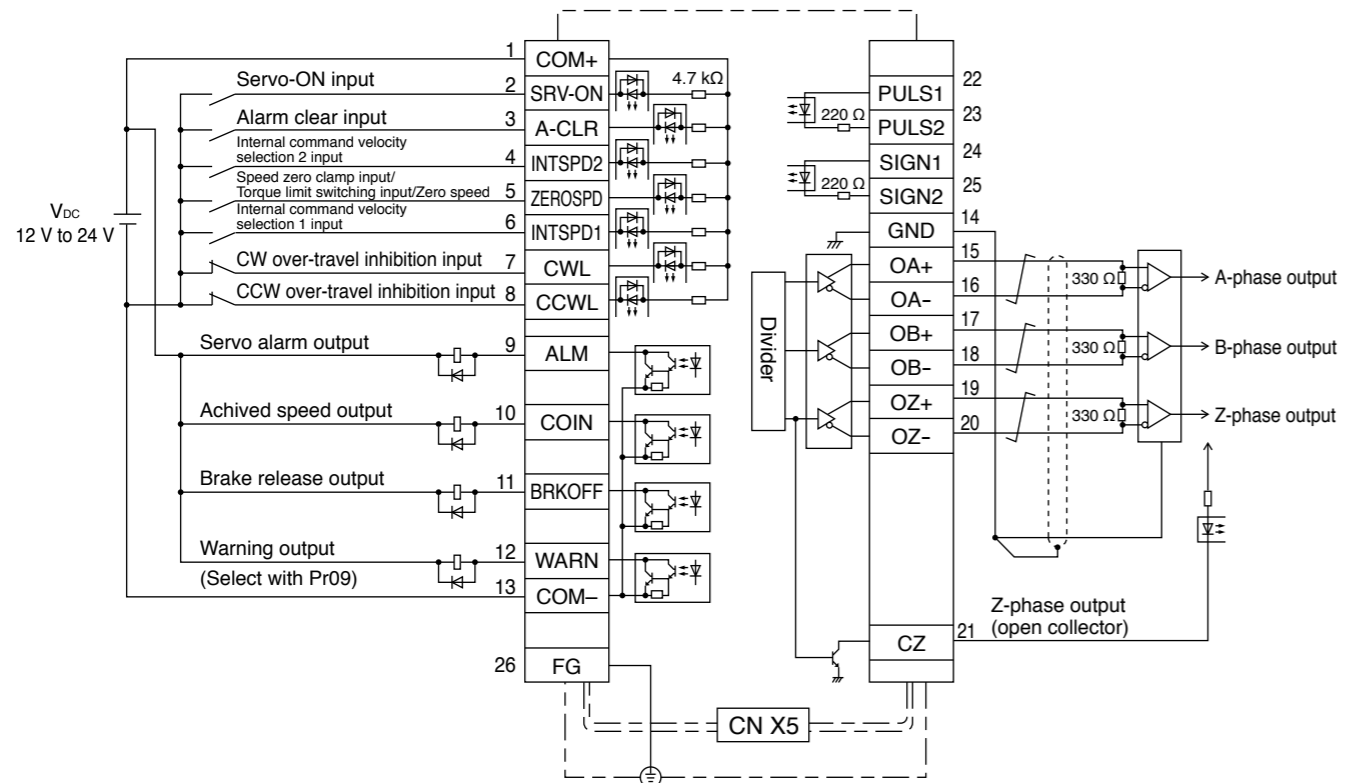 1
COM+
Servo-ON input
2
SRV-ON
4.7 kΩ
Alarm clear input
3
A-CLR
Internal command velocity
selection 2 input
4
INTSPD2
Speed zero clamp input/
Torque limit switching input/Zero speed
5
ZEROSPD
Internal command velocity
selection 1 input
6
INTSPD1
CW over-travel inhibition input
7
CWL
CCW over-travel inhibition input
8
CCWL
VDC
12 V to 24 V
Servo alarm output
9
ALM
Achived speed output
10
COIN
Brake release output
11
BRKOFF
Warning output
(Select with Pr09)
12
WARN
13
COM–
26
FG
22
PULS1
220 Ω
23
PULS2
24
SIGN1
220 Ω
25
SIGN2
14
GND
15
OA+
16
OA–
330 Ω
A-phase output
17
OB+
18
OB–
330 Ω
B-phase output
19
OZ+
20
OZ–
330 Ω
Z-phase output
Divider
Z-phase output
(open collector)
21
CZ
CN X5